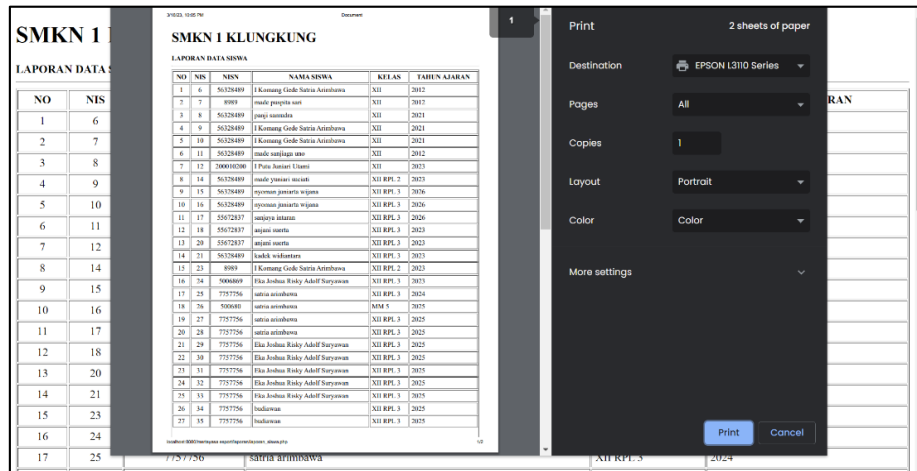 SMKN 1
LAPORAN DATA S
RAN
NO NIS
1 6
2 7
3 8
4 9
5 10
6 11
7 12
8 14
9 15
10 16
11 17
12 18
13 20
14 21
15 23
16 24
17 25 7757756 satria arimbawa XII RPL 3 2024
3/16/23, 10:05 PM Document
SMKN 1 KLUNGKUNG
LAPORAN DATA SISWA
NO NIS NISN NAMA SISWA KELAS TAHUN AJARAN
1 6 56328489 I Komang Gede Satria Arimbawa XII 2012
2 7 8989 made puspita sari XII 2012
3 8 56328489 panji samudra XII 2021
4 9 56328489 I Komang Gede Satria Arimbawa XII 2021
5 10 56328489 I Komang Gede Satria Arimbawa XII 2021
6 11 56328489 made sanjiaga uno XII 2012
7 12 200010200 I Putu Juniari Utami XII 2023
8 14 56328489 made yuniari suciati XII RPL 2 2023
9 15 56328489 nyoman juniarta wijana XII RPL 3 2026
10 16 56328489 nyoman juniarta wijana XII RPL 3 2026
11 17 55672837 sanjaya intaran XII RPL 3 2026
12 18 55672837 anjani suerta XII RPL 3 2023
13 20 55672837 anjani suerta XII RPL 3 2023
14 21 56328489 kadek widiantara XII RPL 3 2023
15 23 8989 I Komang Gede Satria Arimbawa XII RPL 2 2023
16 24 5006869 Eka Joshua Risky Adolf Suryawan XII RPL 3 2023
17 25 7757756 satria arimbawa XII RPL 3 2024
18 26 500600 satria arimbawa MM 5 2025
19 27 7757756 satria arimbawa XII RPL 3 2025
20 28 7757756 satria arimbawa XII RPL 3 2025
21 29 7757756 Eka Joshua Risky Adolf Suryawan XII RPL 3 2025
22 30 7757756 Eka Joshua Risky Adolf Suryawan XII RPL 3 2025
23 31 7757756 Eka Joshua Risky Adolf Suryawan XII RPL 3 2025
24 32 7757756 Eka Joshua Risky Adolf Suryawan XII RPL 3 2025
25 33 7757756 Eka Joshua Risky Adolf Suryawan XII RPL 3 2025
26 34 7757756 budiawan XII RPL 3 2025
27 35 7757756 budiawan XII RPL 3 2025
1/2
1
Print 2 sheets of paper
Destination EPSON L3110 Series
Pages All
Copies 1
Layout Portrait
Color Color
More settings
Print Cancel